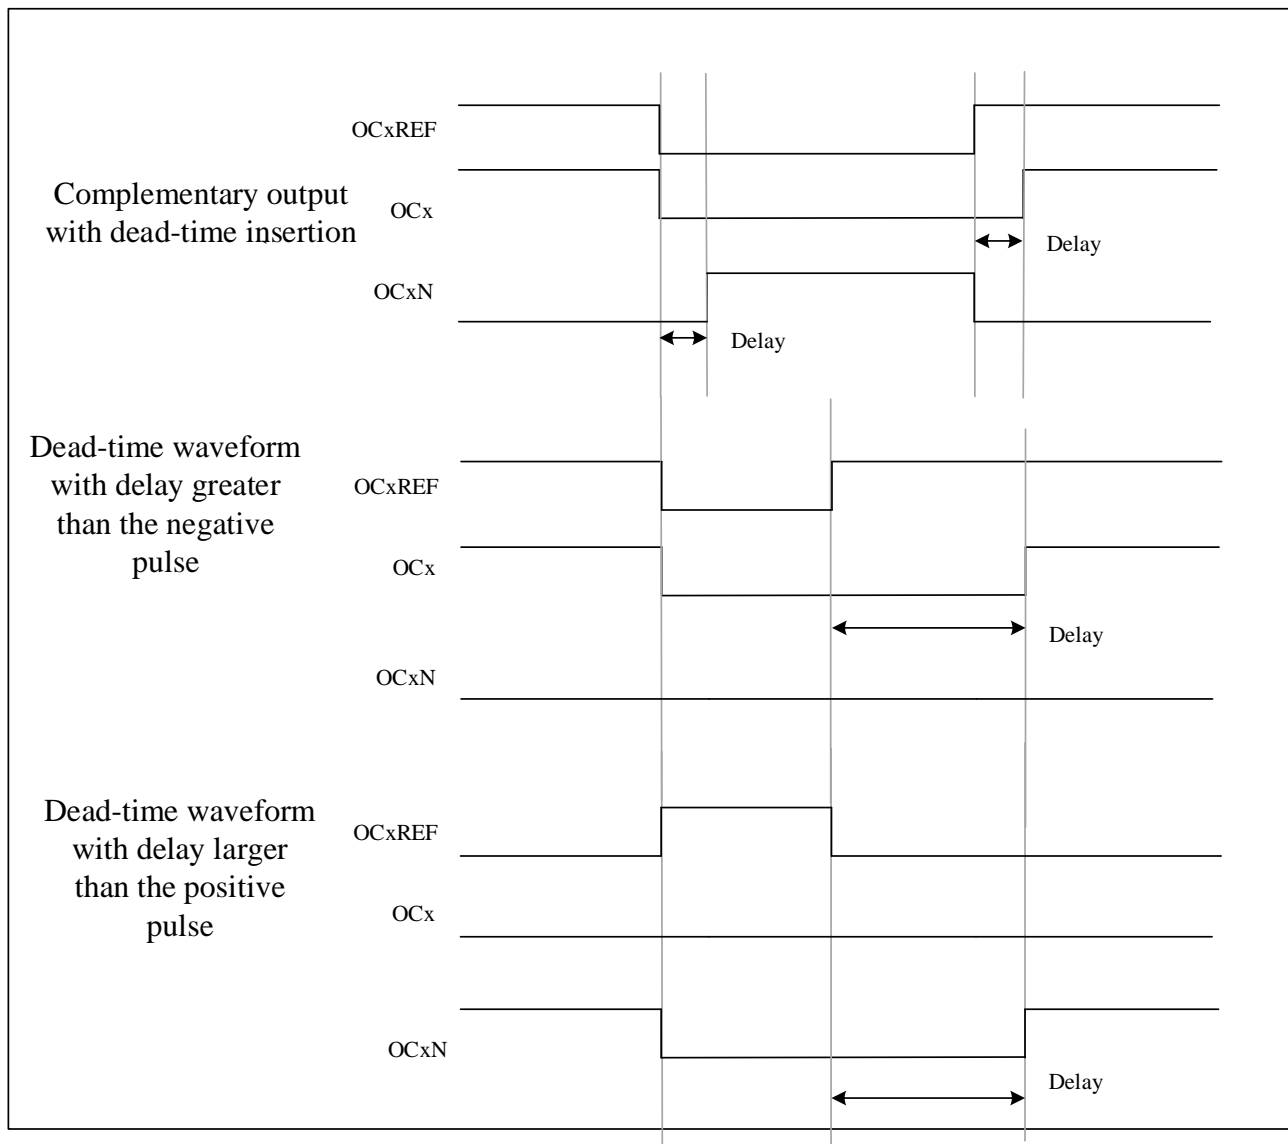 OCxREF
Complementary output
with dead-time insertion
OCx
Delay
OCxN
Delay
Dead-time waveform
with delay greater
than the negative
pulse
OCxREF
OCx
Delay
OCxN
Dead-time waveform
with delay larger
than the positive
pulse
OCxREF
OCx
OCxN
Delay